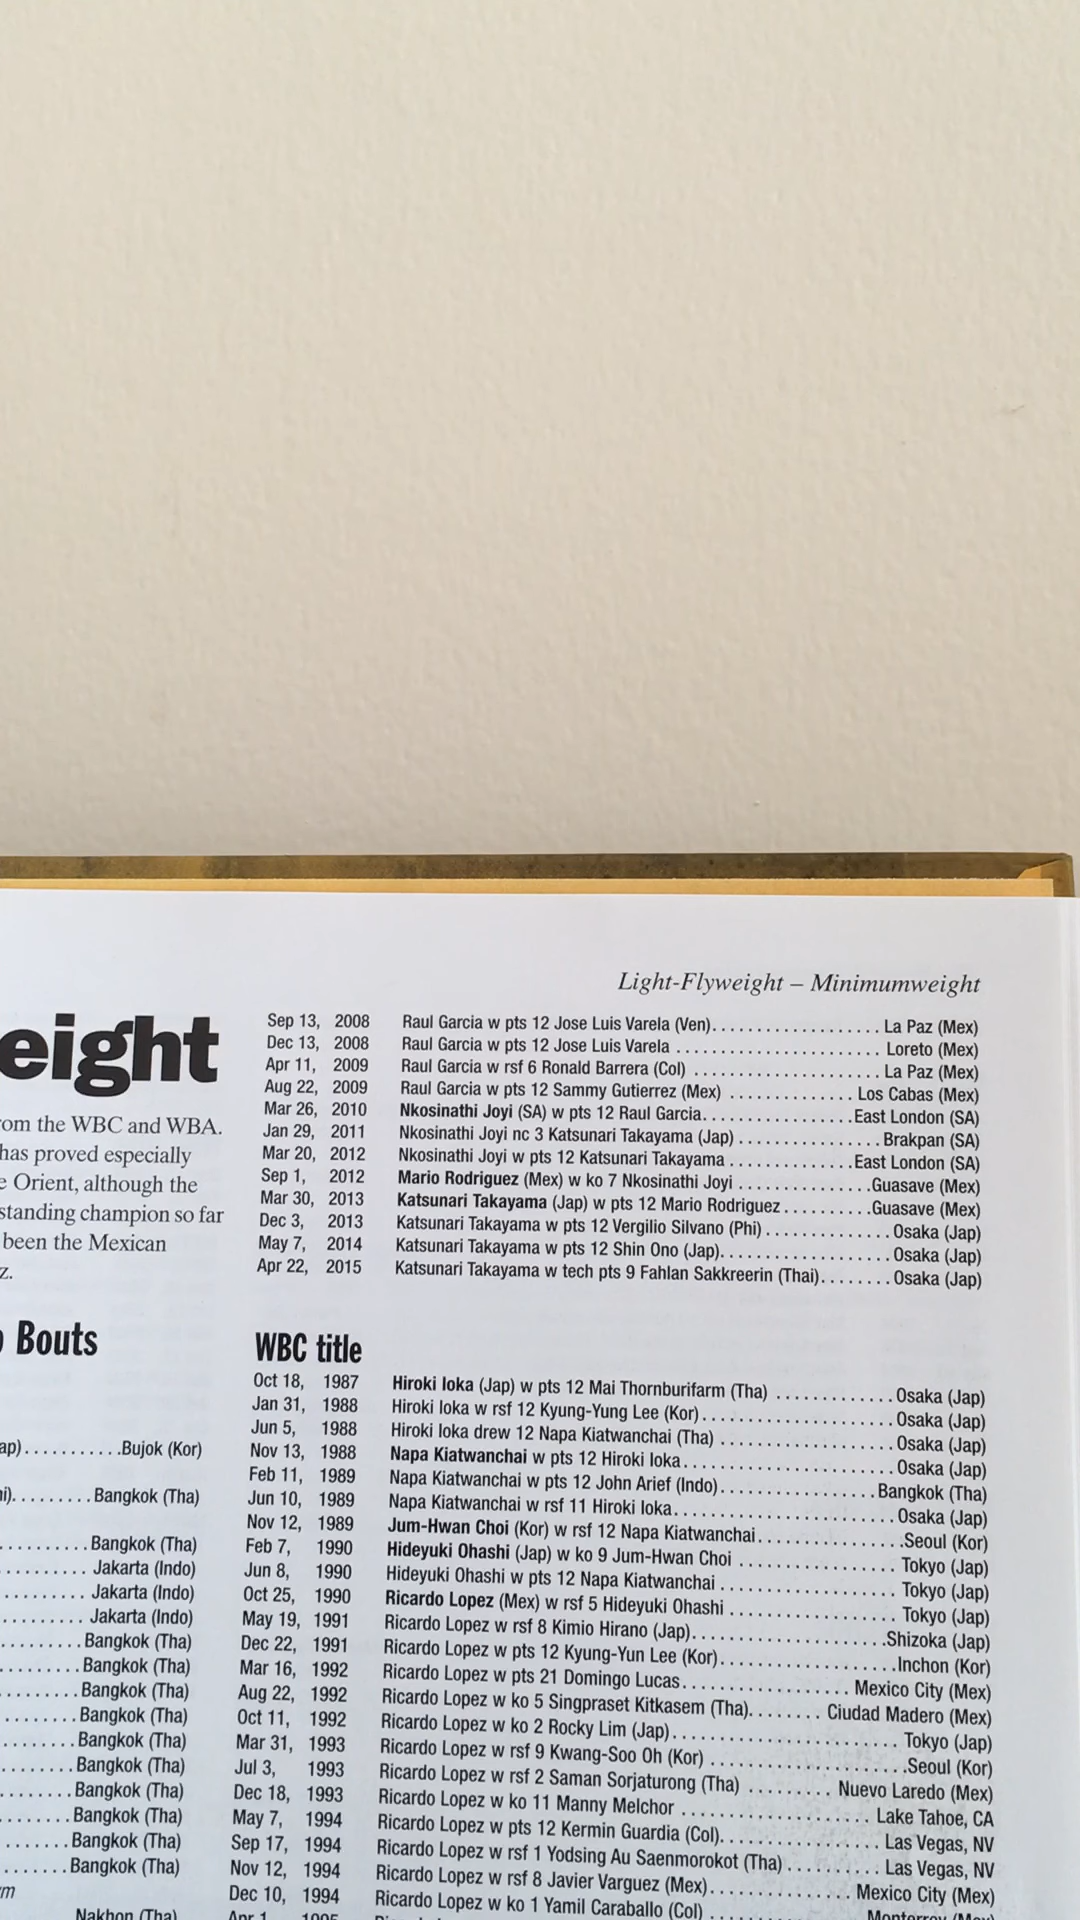 Light-Flyweight – Minimumweight
eight
om the WBC and WBA.
has proved especially
e Orient, although the
standing champion so far
been the Mexican
z.
Bouts
ap)..........Bujok (Kor)
ni).........Bangkok (Tha)
..........Bangkok (Tha)
..........Jakarta (Indo)
..........Jakarta (Indo)
..........Jakarta (Indo)
..........Bangkok (Tha)
..........Bangkok (Tha)
..........Bangkok (Tha)
..........Bangkok (Tha)
..........Bangkok (Tha)
..........Bangkok (Tha)
..........Bangkok (Tha)
..........Bangkok (Tha)
..........Bangkok (Tha)
..........Bangkok (Tha)
m
Nakhon (Tha)
Sep 13, 2008 Raul Garcia w pts 12 Jose Luis Varela (Ven)................... La Paz (Mex)
Dec 13, 2008 Raul Garcia w pts 12 Jose Luis Varela ....................... Loreto (Mex)
Apr 11, 2009 Raul Garcia w rsf 6 Ronald Barrera (Col) ..................... La Paz (Mex)
Aug 22, 2009 Raul Garcia w pts 12 Sammy Gutierrez (Mex) .............. Los Cabas (Mex)
Mar 26, 2010 Nkosinathi Joyi (SA) w pts 12 Raul Garcia.................East London (SA)
Jan 29, 2011 Nkosinathi Joyi nc 3 Katsunari Takayama (Jap) ................ Brakpan (SA)
Mar 20, 2012 Nkosinathi Joyi w pts 12 Katsunari Takayama ..............East London (SA)
Sep 1, 2012 Mario Rodriguez (Mex) w ko 7 Nkosinathi Joyi ...............Guasave (Mex)
Mar 30, 2013 Katsunari Takayama (Jap) w pts 12 Mario Rodriguez..........Guasave (Mex)
Dec 3, 2013 Katsunari Takayama w pts 12 Vergilio Silvano (Phi) ............. Osaka (Jap)
May 7, 2014 Katsunari Takayama w pts 12 Shin Ono (Jap)................... Osaka (Jap)
Apr 22, 2015 Katsunari Takayama w tech pts 9 Fahlan Sakkreerin (Thai)........ Osaka (Jap)
WBC title
Oct 18, 1987 Hiroki Ioka (Jap) w pts 12 Mai Thornburifarm (Tha) ............. Osaka (Jap)
Jan 31, 1988 Hiroki Ioka w rsf 12 Kyung-Yung Lee (Kor)..................... Osaka (Jap)
Jun 5, 1988 Hiroki Ioka drew 12 Napa Kiatwanchai (Tha) ................... Osaka (Jap)
Nov 13, 1988 Napa Kiatwanchai w pts 12 Hiroki Ioka....................... Osaka (Jap)
Feb 11, 1989 Napa Kiatwanchai w pts 12 John Arief (Indo)................. Bangkok (Tha)
Jun 10, 1989 Napa Kiatwanchai w rsf 11 Hiroki Ioka........................ Osaka (Jap)
Nov 12, 1989 Jum-Hwan Choi (Kor) w rsf 12 Napa Kiatwanchai................Seoul (Kor)
Feb 7, 1990 Hideyuki Ohashi (Jap) w ko 9 Jum-Hwan Choi ................. Tokyo (Jap)
Jun 8, 1990 Hideyuki Ohashi w pts 12 Napa Kiatwanchai ................... Tokyo (Jap)
Oct 25, 1990 Ricardo Lopez (Mex) w rsf 5 Hideyuki Ohashi ................. Tokyo (Jap)
May 19, 1991 Ricardo Lopez w rsf 8 Kimio Hirano (Jap).....................Shizoka (Jap)
Dec 22, 1991 Ricardo Lopez w pts 12 Kyung-Yun Lee (Kor)...................Inchon (Kor)
Mar 16, 1992 Ricardo Lopez w pts 21 Domingo Lucas................. Mexico City (Mex)
Aug 22, 1992 Ricardo Lopez w ko 5 Singpraset Kitkasem (Tha)........ Ciudad Madero (Mex)
Oct 11, 1992 Ricardo Lopez w ko 2 Rocky Lim (Jap)....................... Tokyo (Jap)
Mar 31, 1993 Ricardo Lopez w rsf 9 Kwang-Soo Oh (Kor) ....................Seoul (Kor)
Jul 3, 1993 Ricardo Lopez w rsf 2 Saman Sorjaturong (Tha) ......... Nuevo Laredo (Mex)
Dec 18, 1993 Ricardo Lopez w ko 11 Manny Melchor ................... Lake Tahoe, CA
May 7, 1994 Ricardo Lopez w pts 12 Kermin Guardia (Col)................ Las Vegas, NV
Sep 17, 1994 Ricardo Lopez w rsf 1 Yodsing Au Saenmorokot (Tha).......... Las Vegas, NV
Nov 12, 1994 Ricardo Lopez w rsf 8 Javier Varguez (Mex)............... Mexico City (Mex)
Dec 10, 1994 Ricardo Lopez w ko 1 Yamil Caraballo (Col) ............... Monterrey (Mex)
Apr 1, 1995